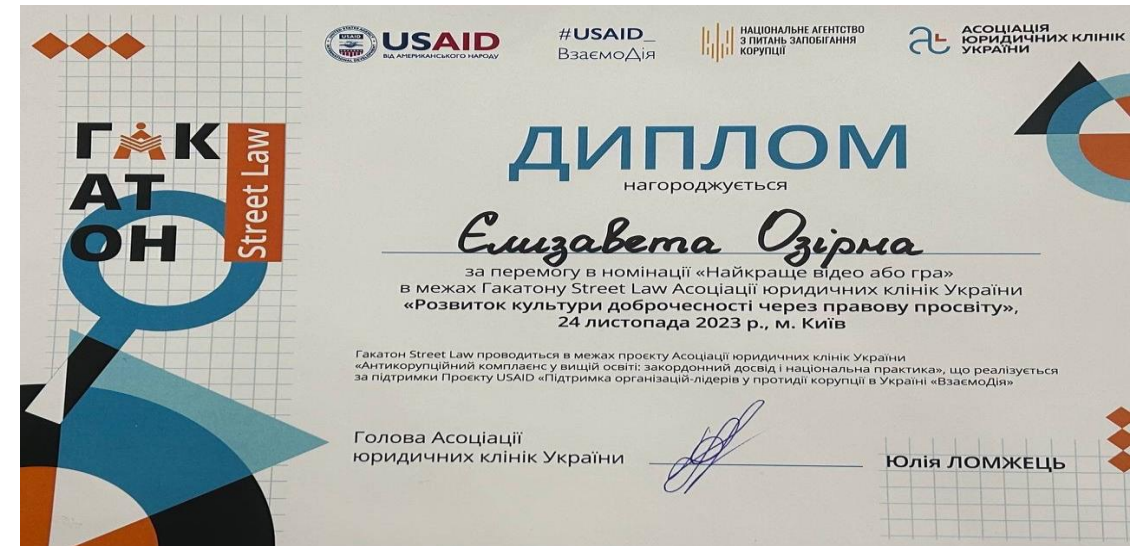 USAID
USAID
ВІД АМЕРИКАНСЬКОГО НАРОДУ
#USAID_
ВзаємоДія
НАЦІОНАЛЬНЕ АГЕНТСТВО
З ПИТАНЬ ЗАПОБІГАННЯ
КОРУПЦІЇ
АСОЦІАЦІЯ
ЮРИДИЧНИХ КЛІНІК
УКРАЇНИ
ГАК
АТ
ОН
Street Law
ДИПЛОМ
нагороджується
Єлизавета Озірна
за перемогу в номінації «Найкраще відео або гра»
в межах Гакатону Street Law Асоціації юридичних клінік України
«Розвиток культури доброчесності через правову просвіту»,
24 листопада 2023 р., м. Київ
Гакатон Street Law проводиться в межах проєкту Асоціації юридичних клінік України
«Антикорупційний комплаєнс у вищій освіті: закордонний досвід і національна практика», що реалізується
за підтримки Проєкту USAID «Підтримка організацій-лідерів у протидії корупції в Україні «ВзаємоДія»
Голова Асоціації
юридичних клінік України
Юлія ЛОМЖЕЦЬ